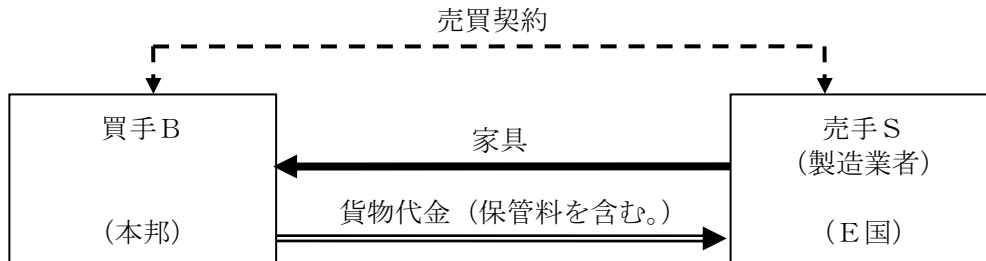 売買契約
買手Ｂ
売手Ｓ
（製造業者）
家具
貨物代金（保管料を含む。）
（本邦）
（Ｅ国）